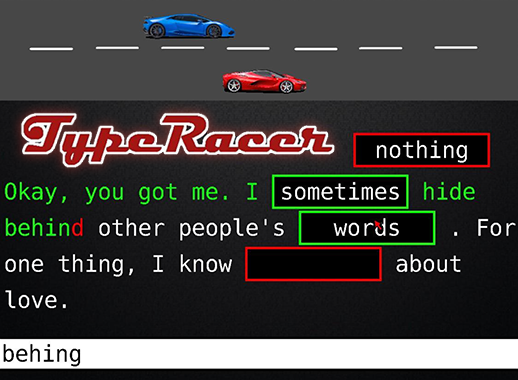 TypeRacer
nothing
Okay, you got me. I sometimes hide
behind other people's words . For
one thing, I know about
love.
behing